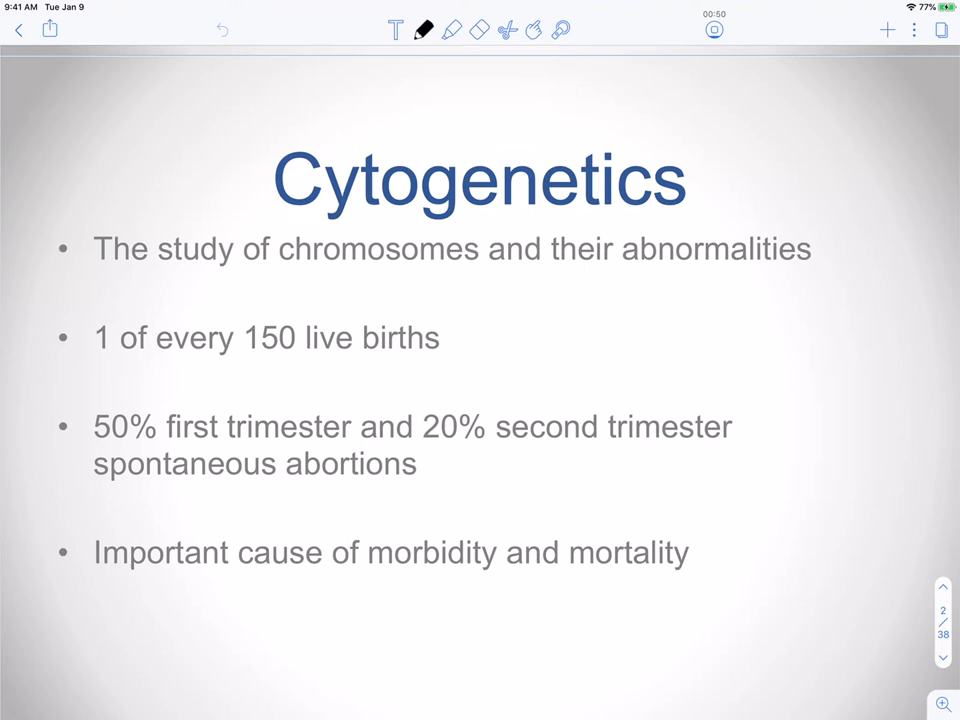 9:41 AM Tue Jan 9
77%
00:50
Cytogenetics
• The study of chromosomes and their abnormalities
• 1 of every 150 live births
• 50% first trimester and 20% second trimester
spontaneous abortions
• Important cause of morbidity and mortality
2
/
38